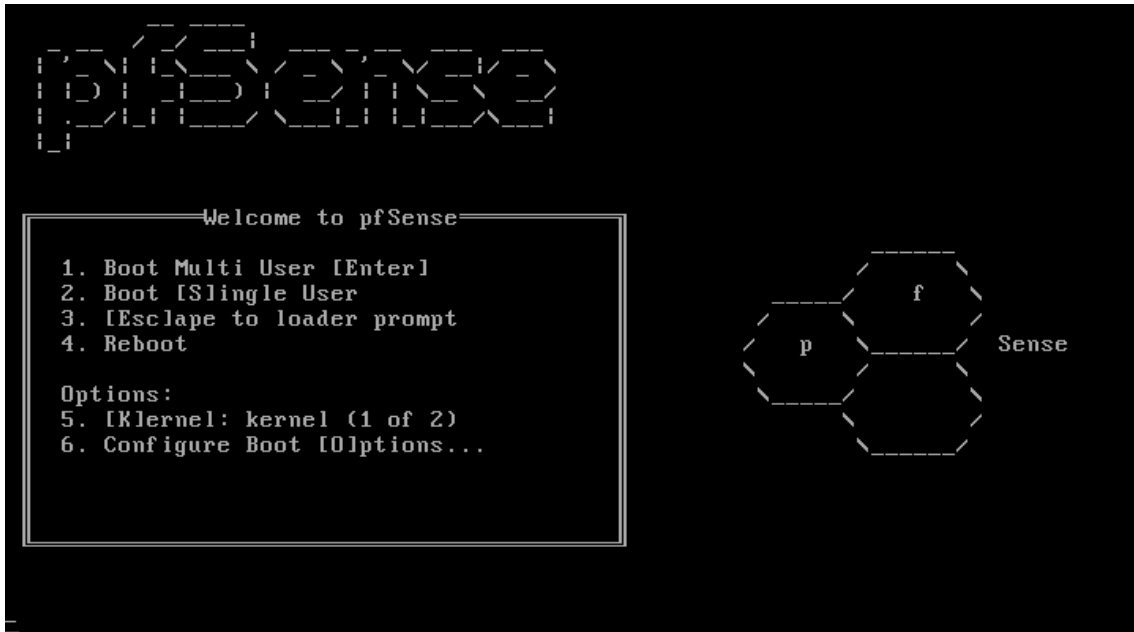 pfSense
Welcome to pfSense
1. Boot Multi User [Enter]
2. Boot [S]ingle User
3. [Esc]ape to loader prompt
4. Reboot
Options:
5. [K]ernel: kernel (1 of 2)
6. Configure Boot [O]ptions...
f
p
Sense